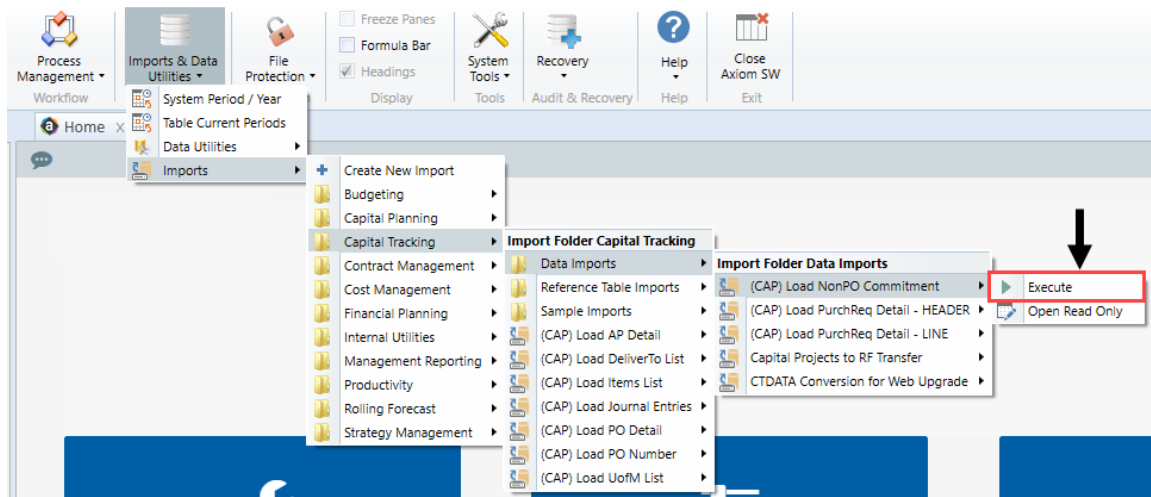 Process
Management
Workflow
Imports & Data
Utilities
File
Protection
Freeze Panes
Formula Bar
Headings
Display
System
Tools
Tools
Recovery
Audit & Recovery
Help
Help
Close
Axiom SW
Exit
a Home x
System Period / Year
Table Current Periods
Data Utilities
Imports
Create New Import
Budgeting
Capital Planning
Capital Tracking
Contract Management
Cost Management
Financial Planning
Internal Utilities
Management Reporting
Productivity
Rolling Forecast
Strategy Management
Import Folder Capital Tracking
Data Imports
Reference Table Imports
Sample Imports
(CAP) Load AP Detail
(CAP) Load DeliverTo List
(CAP) Load Items List
(CAP) Load Journal Entries
(CAP) Load PO Detail
(CAP) Load PO Number
(CAP) Load UofM List
Import Folder Data Imports
(CAP) Load NonPO Commitment
(CAP) Load PurchReq Detail - HEADER
(CAP) Load PurchReq Detail - LINE
Capital Projects to RF Transfer
CTDATA Conversion for Web Upgrade
Execute
Open Read Only